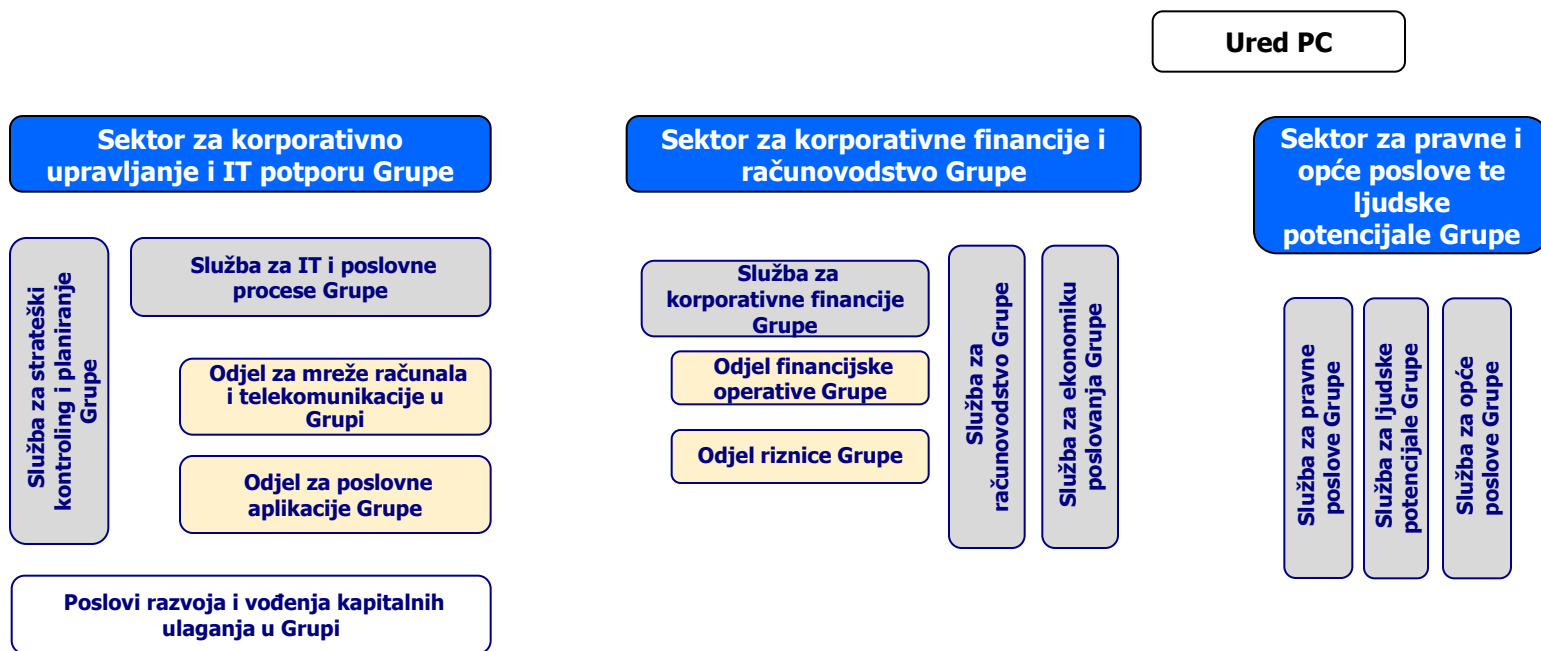 Ured PC
Sektor za korporativno
upravljanje i IT potporu Grupe
Služba za strateški
kontroling i planiranje
Grupe
Služba za IT i poslovne
procese Grupe
Odjel za mreže računala
i telekomunikacije u
Grupi
Odjel za poslovne
aplikacije Grupe
Poslovi razvoja i vođenja kapitalnih
ulaganja u Grupi
Sektor za korporativne financije i
računovodstvo Grupe
Služba za
korporativne financije
Grupe
Odjel financijske
operative Grupe
Odjel riznice Grupe
Služba za
računovodstvo Grupe
Služba za ekonomiku
poslovanja Grupe
Sektor za pravne i
opće poslove te
ljudske
potencijale Grupe
Služba za pravne
poslove Grupe
Služba za ljudske
potencijale Grupe
Služba za opće
poslove Grupe